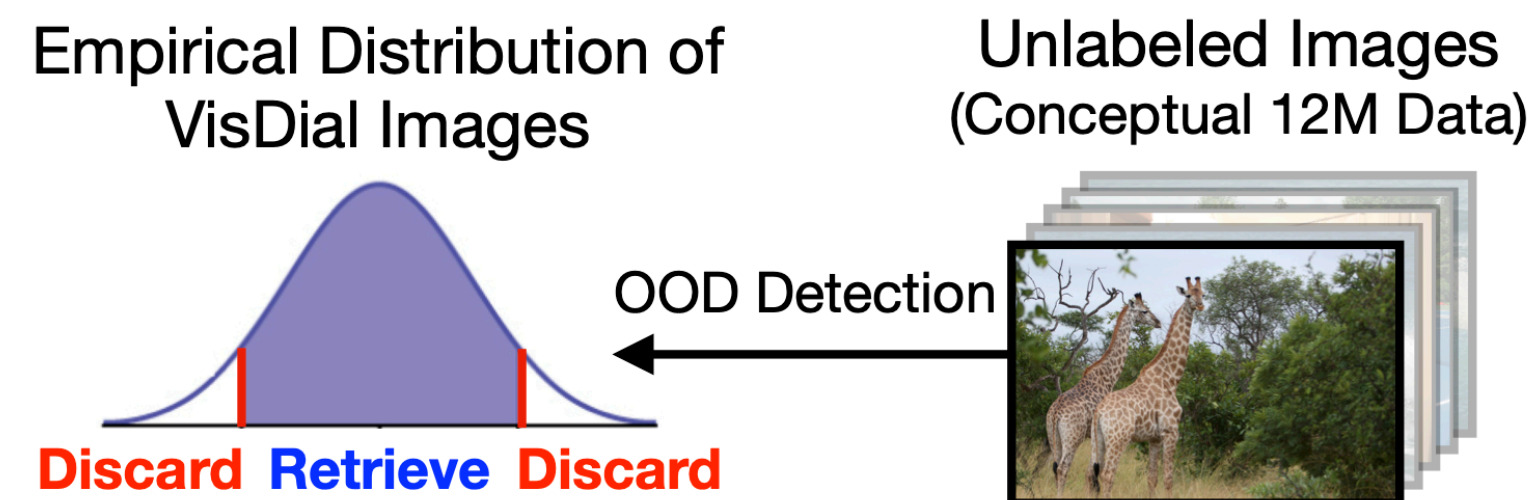 Empirical Distribution of
VisDial Images
Unlabeled Images
(Conceptual 12M Data)
OOD Detection
Discard Retrieve Discard